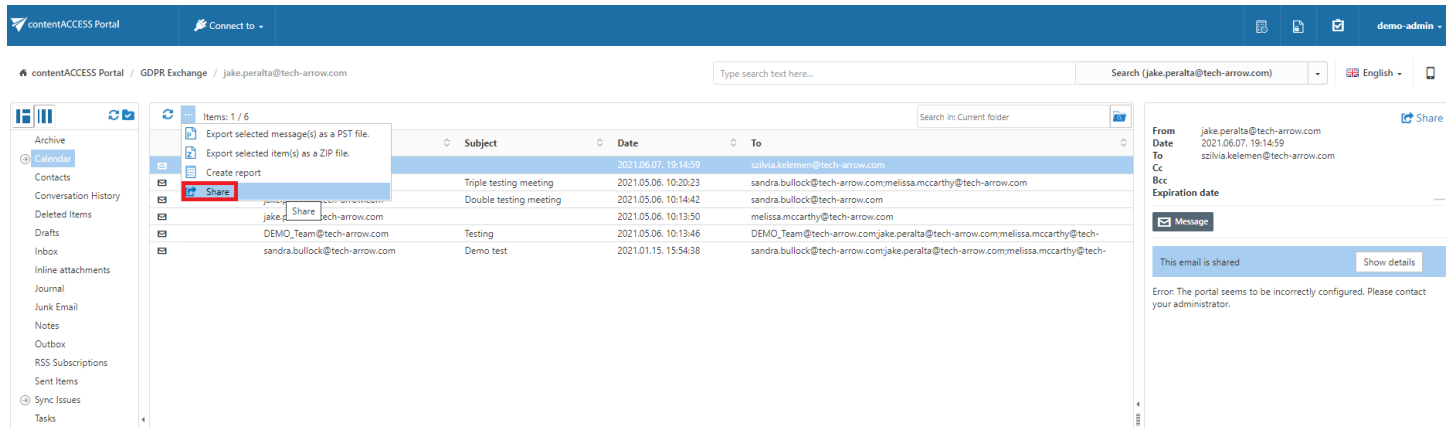 contentACCESS Portal
Connect to
demo-admin
contentACCESS Portal / GDPR Exchange / jake.peralta@tech-arrow.com
Type search text here...
Search (jake.peralta@tech-arrow.com)
English
Archive
Calendar
Contacts
Conversation History
Deleted Items
Drafts
Inbox
Inline attachments
Journal
Junk Email
Notes
Outbox
RSS Subscriptions
Sent Items
Sync Issues
Tasks
Items: 1 / 6
Search in: Current folder
Export selected message(s) as a PST file.
Export selected item(s) as a ZIP file.
Create report
Share
Share
Subject Date To
2021.06.07. 19:14:59 szilvia.kelemen@tech-arrow.com
Triple testing meeting 2021.05.06. 10:20:23 sandra.bullock@tech-arrow.com;melissa.mccarthy@tech-arrow.com
Double testing meeting 2021.05.06. 10:14:42 sandra.bullock@tech-arrow.com
2021.05.06. 10:13:50 melissa.mccarthy@tech-arrow.com
DEMO_Team@tech-arrow.com Testing 2021.05.06. 10:13:46 DEMO_Team@tech-arrow.com;jake.peralta@tech-arrow.com;melissa.mccarthy@tech-
sandra.bullock@tech-arrow.com Demo test 2021.01.15. 15:54:38 sandra.bullock@tech-arrow.com;jake.peralta@tech-arrow.com;melissa.mccarthy@tech-
Share
From jake.peralta@tech-arrow.com
Date 2021.06.07. 19:14:59
To szilvia.kelemen@tech-arrow.com
Cc
Bcc
Expiration date
Message
This email is shared
Show details
Error: The portal seems to be incorrectly configured. Please contact
your administrator.